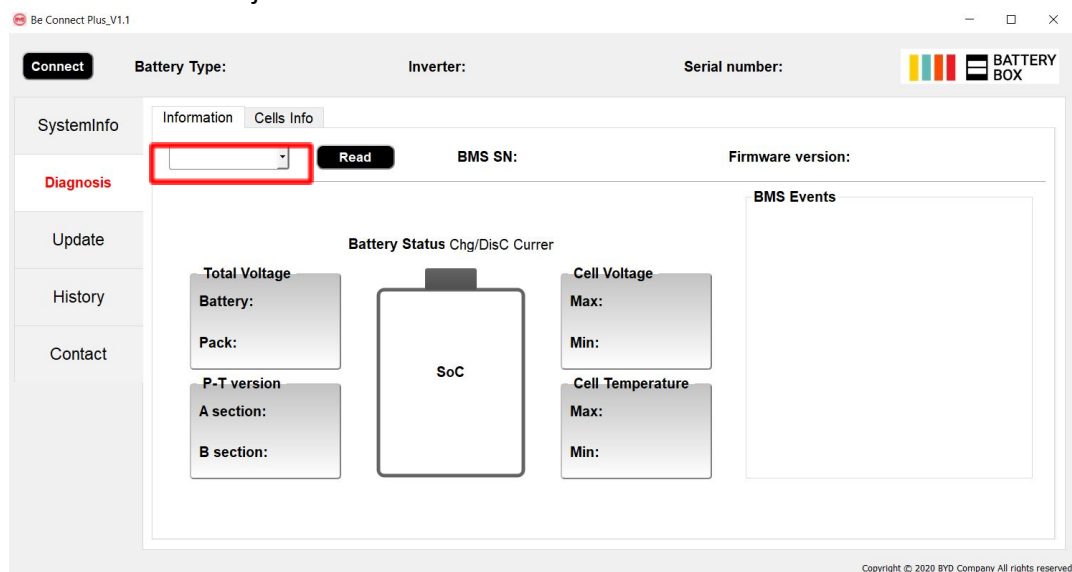 Be Connect Plus_V1.1
Connect Battery Type: Inverter: Serial number: BATTERY BOX
SystemInfo
Diagnosis
Update
History
Contact
Information Cells Info
Read BMS SN: Firmware version:
BMS Events
Battery Status Chg/DisC Currer
Total Voltage
Battery:
Pack:
P-T version
A section:
B section:
SoC
Cell Voltage
Max:
Min:
Cell Temperature
Max:
Min:
Copyright © 2020 BYD Company All rights reserved